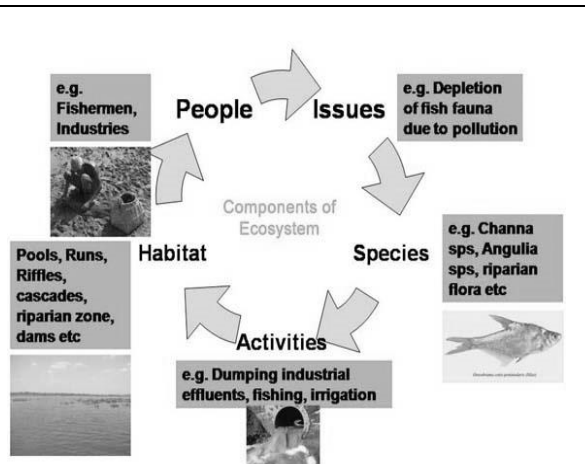 e.g.
Fishermen,
Industries
People
Issues
e.g. Depletion
of fish fauna
due to pollution
Components of
Ecosystem
Pools, Runs,
Riffles,
cascades,
riparian zone,
dams etc
Habitat
Species
e.g. Channa
sps, Angulia
sps, riparian
flora etc
Activities
e.g. Dumping industrial
effluents, fishing, irrigation